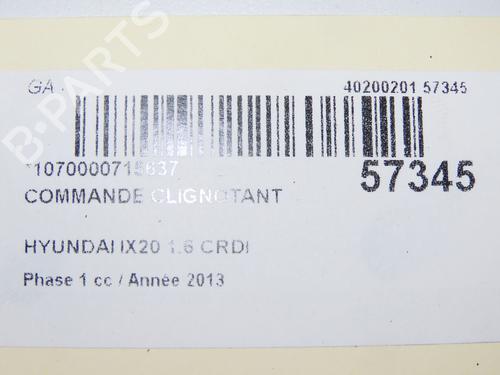 GA
40200201 57345
*1070000715637
57345
COMMANDE CLIGNOTANT
HYUNDAI IX20 1.6 CRDI
Phase 1 cc / Année 2013
B-PARTS